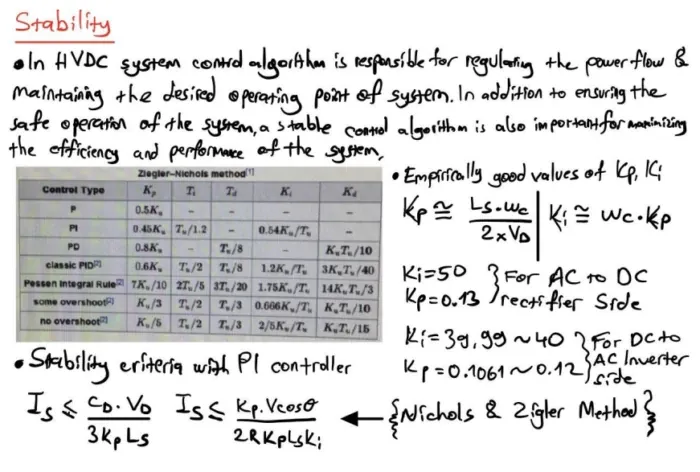 Stability
• In HVDC system control algorithm is responsible for regulating the power flow &
maintaining the desired operating point of system. In addition to ensuring the
safe operation of the system, a stable control algorithm is also important for maximizing
the efficiency and performance of the system,
Ziegler–Nichols method[1]
Control Type Kp Ti Td Ki Kd
P 0.5Ku – – – –
PI 0.45Ku Tu/1.2 – 0.54Ku/Tu –
PD 0.8Ku – Tu/8 – KuTu/10
classic PID[2] 0.6Ku Tu/2 Tu/8 1.2Ku/Tu 3KuTu/40
Pessen Integral Rule[2] 7Ku/10 2Tu/5 3Tu/20 1.75Ku/Tu 14KuTu/3
some overshoot[2] Ku/3 Tu/2 Tu/3 0.666Ku/Tu KuTu/10
no overshoot[2] Ku/5 Tu/2 Tu/3 2/5Ku/Tu KuTu/15
• Empirically good values of Kp, Ki
Kp ≅ Ls.wc / 2xVD | Ki ≅ wc.Kp
Ki=50 } For AC to DC
Kp=0.13 } rectifier side
Ki=39,99 ~ 40 } For DC to
Kp=0.1061 ~ 0.12 } AC Inverter
side
• Stability criteria with PI controller
Is ≤ CD.VD / 3KpLs Is ≤ Kp.Vcosθ / 2RKpLsKi ← {Nichols & Zigler Method}